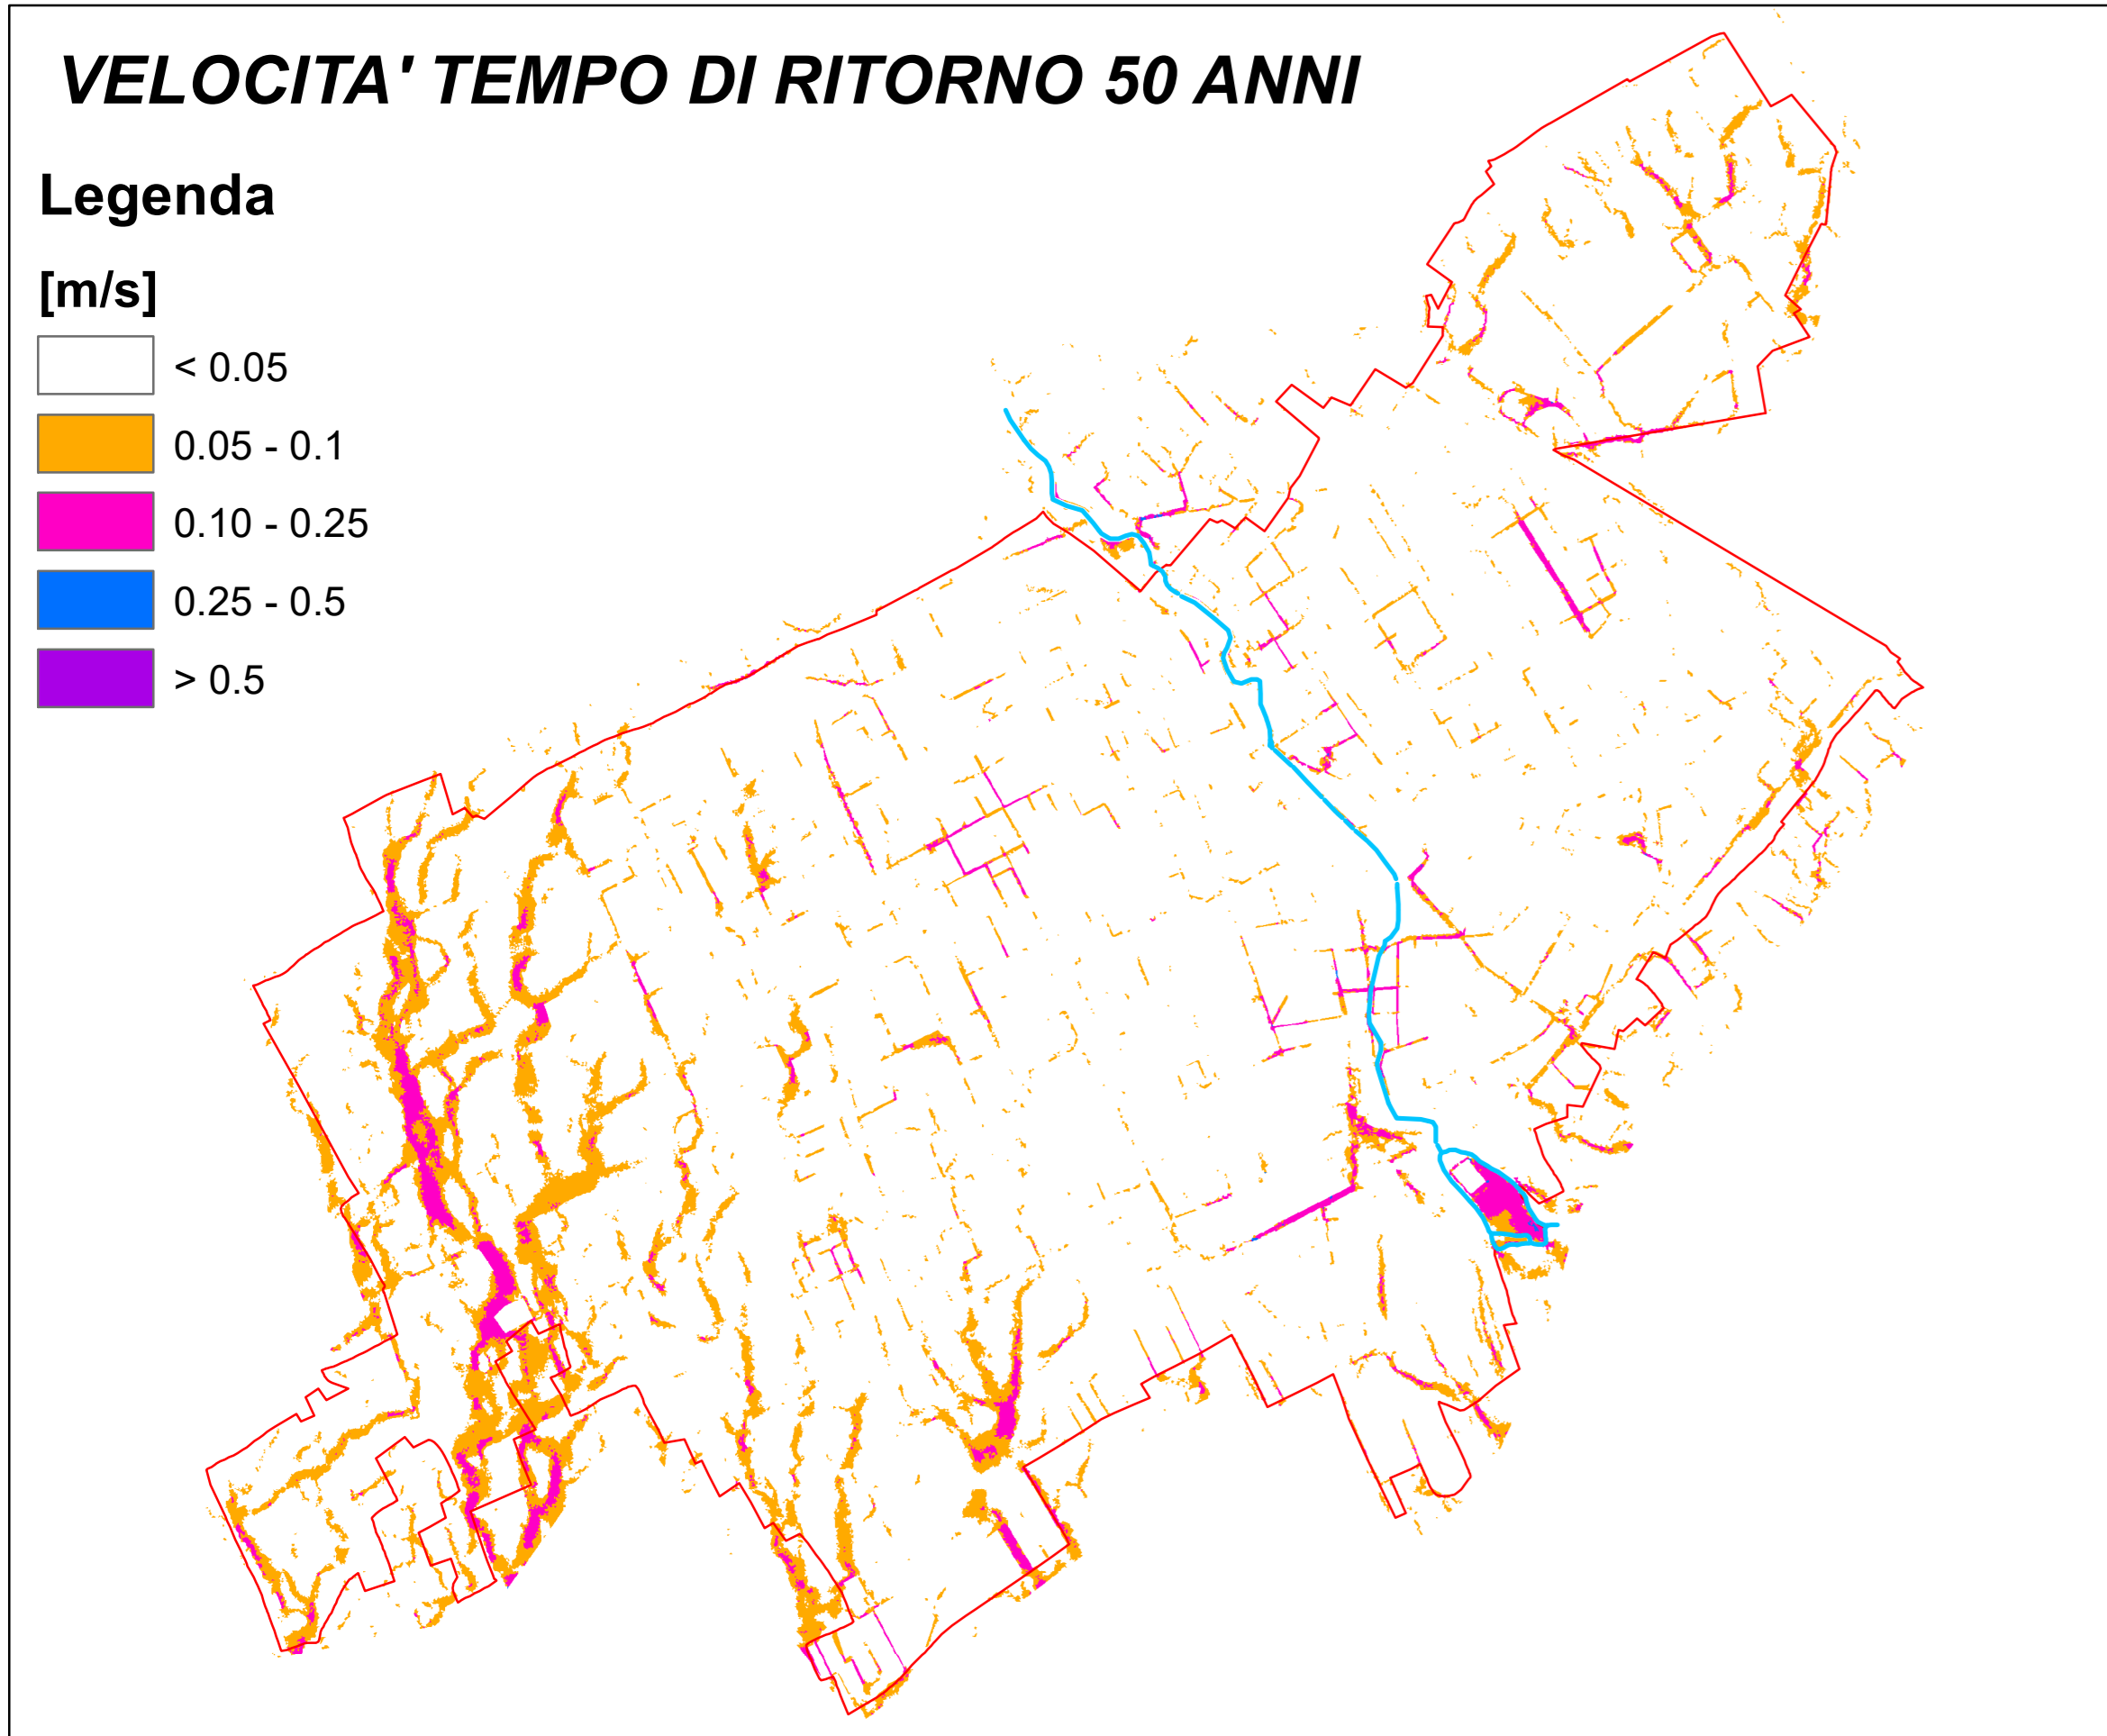 VELOCITA' TEMPO DI RITORNO 50 ANNI
Legenda
[m/s]
< 0.05
0.05 - 0.1
0.10 - 0.25
0.25 - 0.5
> 0.5